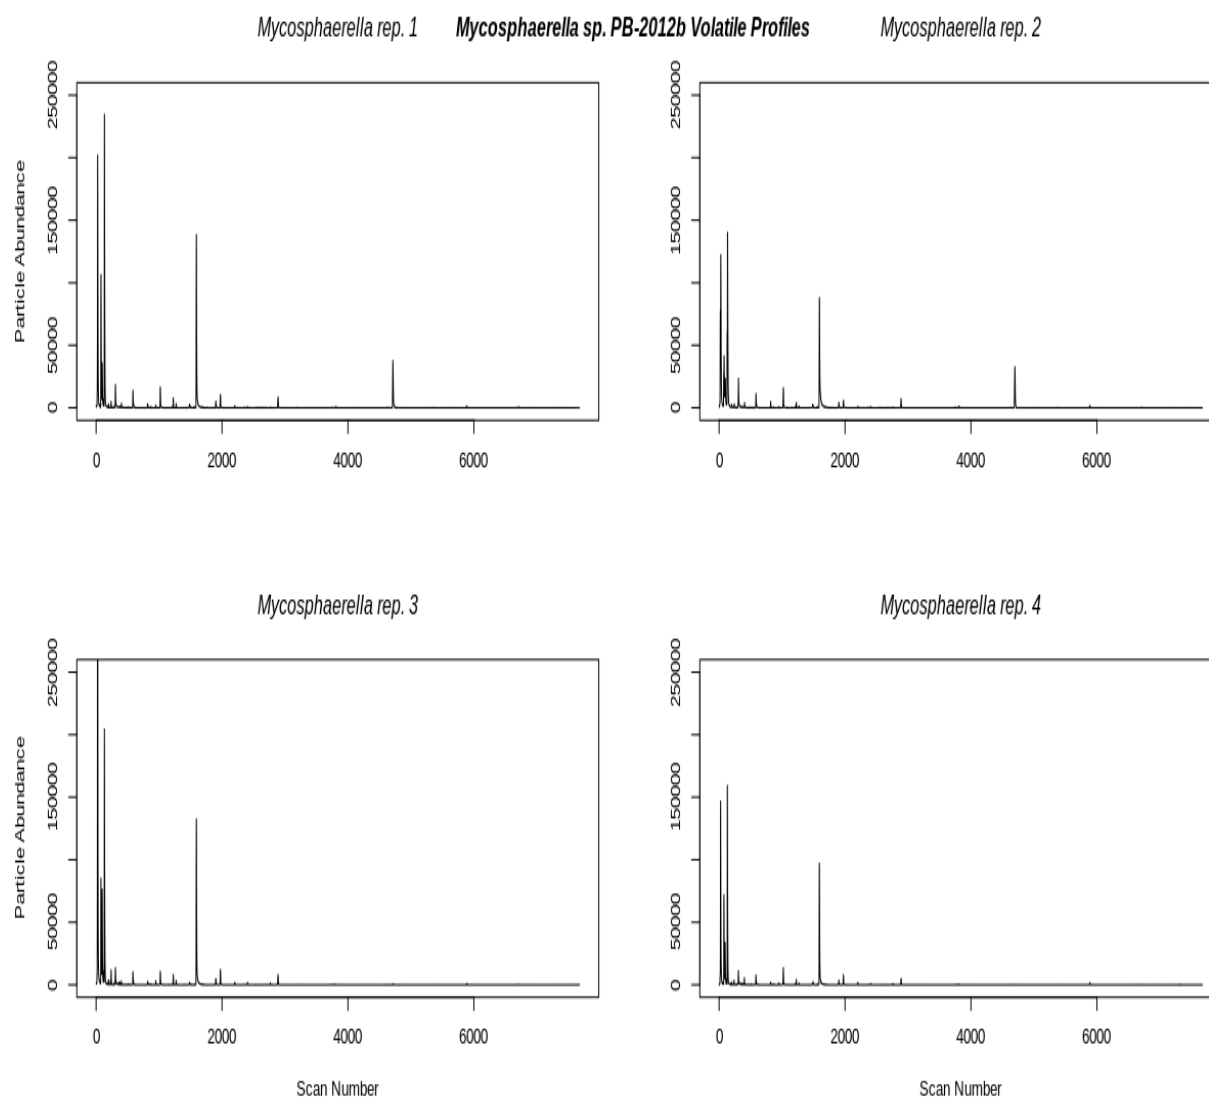 Mycosphaerella rep. 1
Mycosphaerella sp. PB-2012b Volatile Profiles
Mycosphaerella rep. 2
Particle Abundance
250000
150000
50000
0
0 2000 4000 6000
250000
150000
50000
0
0 2000 4000 6000
Mycosphaerella rep. 3
Mycosphaerella rep. 4
Particle Abundance
250000
150000
50000
0
0 2000 4000 6000
Scan Number
250000
150000
50000
0
0 2000 4000 6000
Scan Number